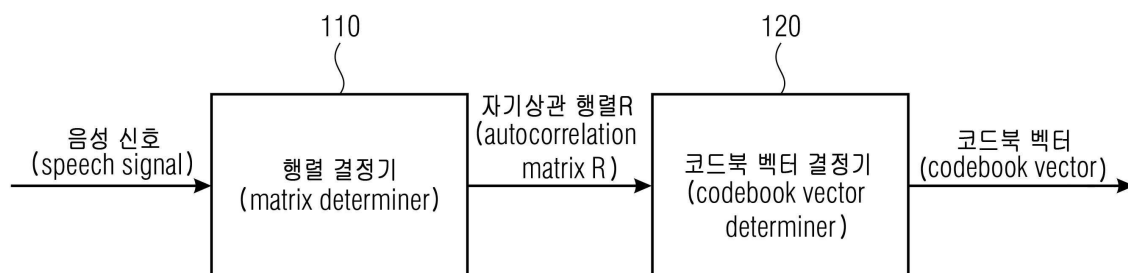 110
120
음성 신호
(speech signal)
행렬 결정기
(matrix determiner)
자기상관 행렬R
(autocorrelation
matrix R)
코드북 벡터 결정기
(codebook vector
determiner)
코드북 벡터
(codebook vector)